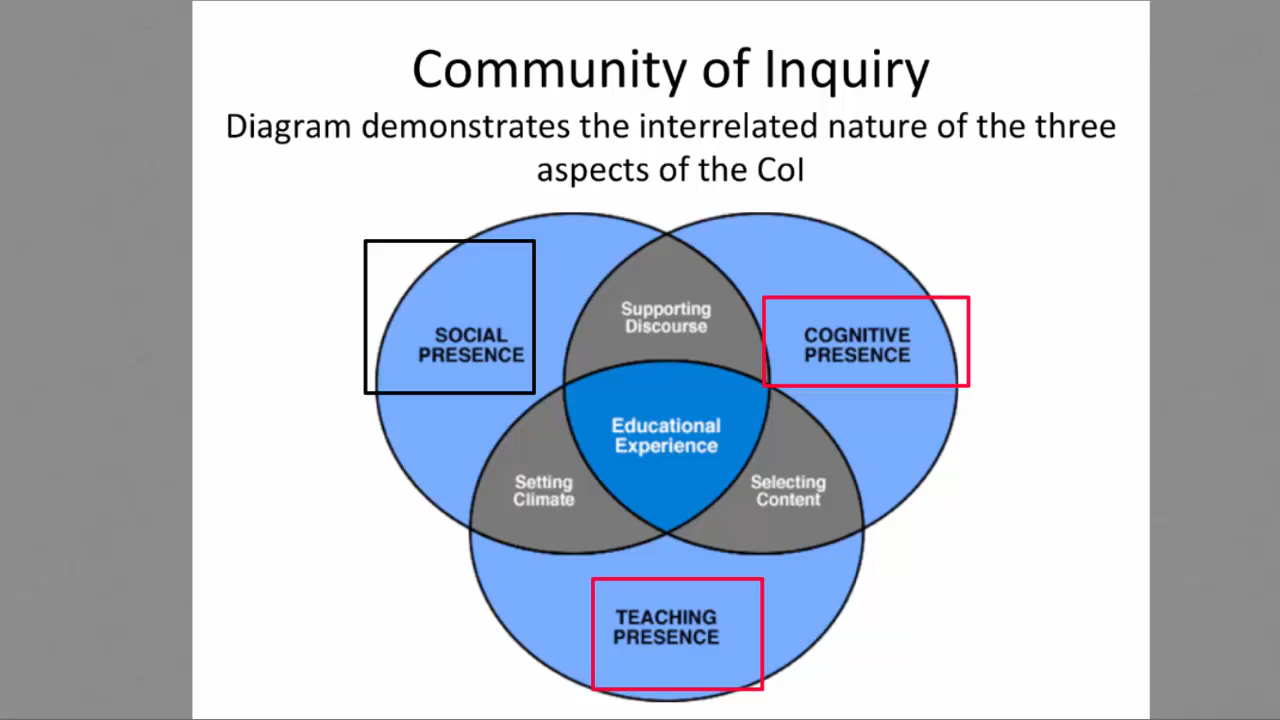 Community of Inquiry
Diagram demonstrates the interrelated nature of the three
aspects of the CoI
Supporting
Discourse
SOCIAL
PRESENCE
COGNITIVE
PRESENCE
Educational
Experience
Setting
Climate
Selecting
Content
TEACHING
PRESENCE